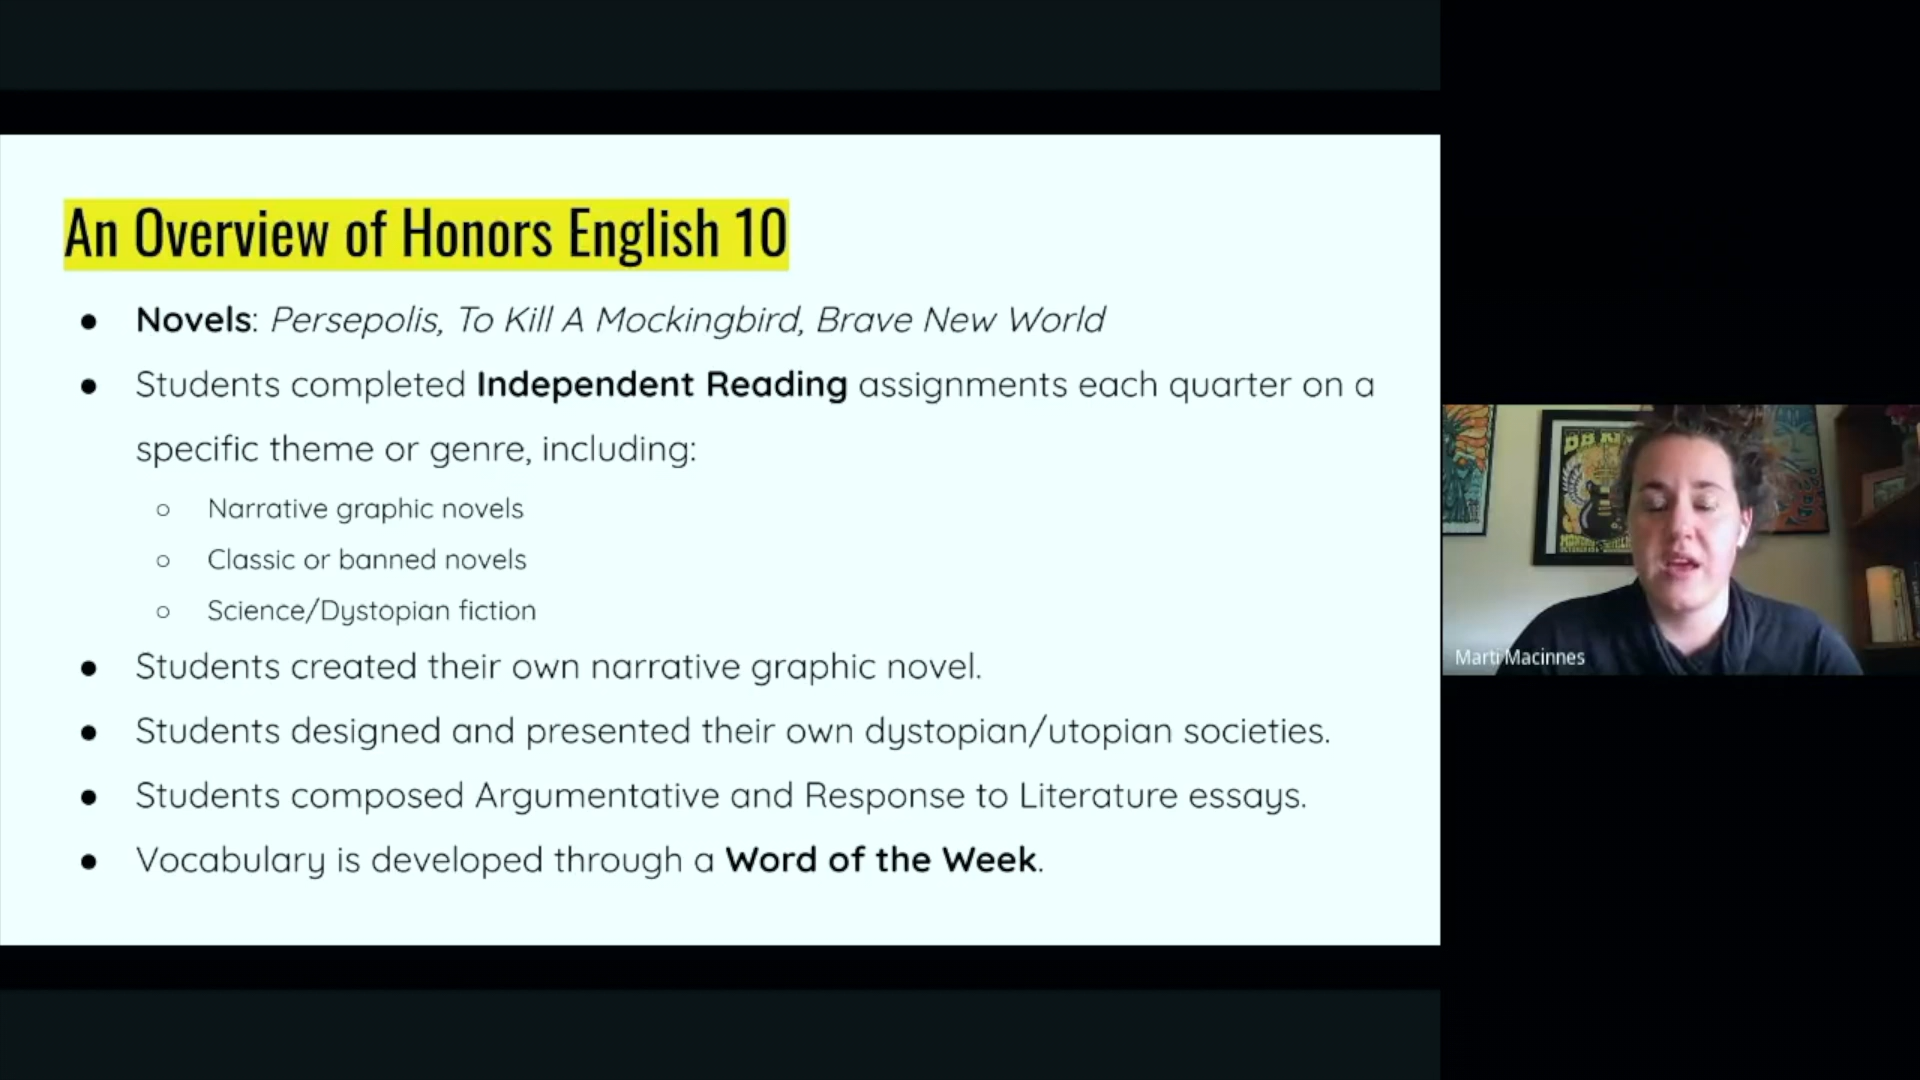 An Overview of Honors English 10
● Novels: Persepolis, To Kill A Mockingbird, Brave New World
● Students completed Independent Reading assignments each quarter on a
specific theme or genre, including:
○ Narrative graphic novels
○ Classic or banned novels
○ Science/Dystopian fiction
● Students created their own narrative graphic novel.
● Students designed and presented their own dystopian/utopian societies.
● Students composed Argumentative and Response to Literature essays.
● Vocabulary is developed through a Word of the Week.
BB
Marti Macinnes